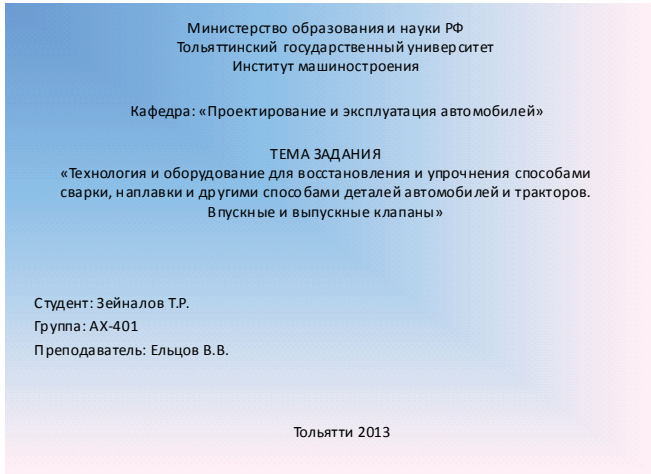 Министерство образования и науки РФ
Тольяттинский государственный университет
Институт машиностроения
Кафедра: «Проектирование и эксплуатация автомобилей»
ТЕМА ЗАДАНИЯ
«Технология и оборудование для восстановления и упрочнения способами
сварки, наплавки и другими способами деталей автомобилей и тракторов.
Впускные и выпускные клапаны»
Студент: Зейналов Т.Р.
Группа: АХ-401
Преподаватель: Ельцов В.В.
Тольятти 2013